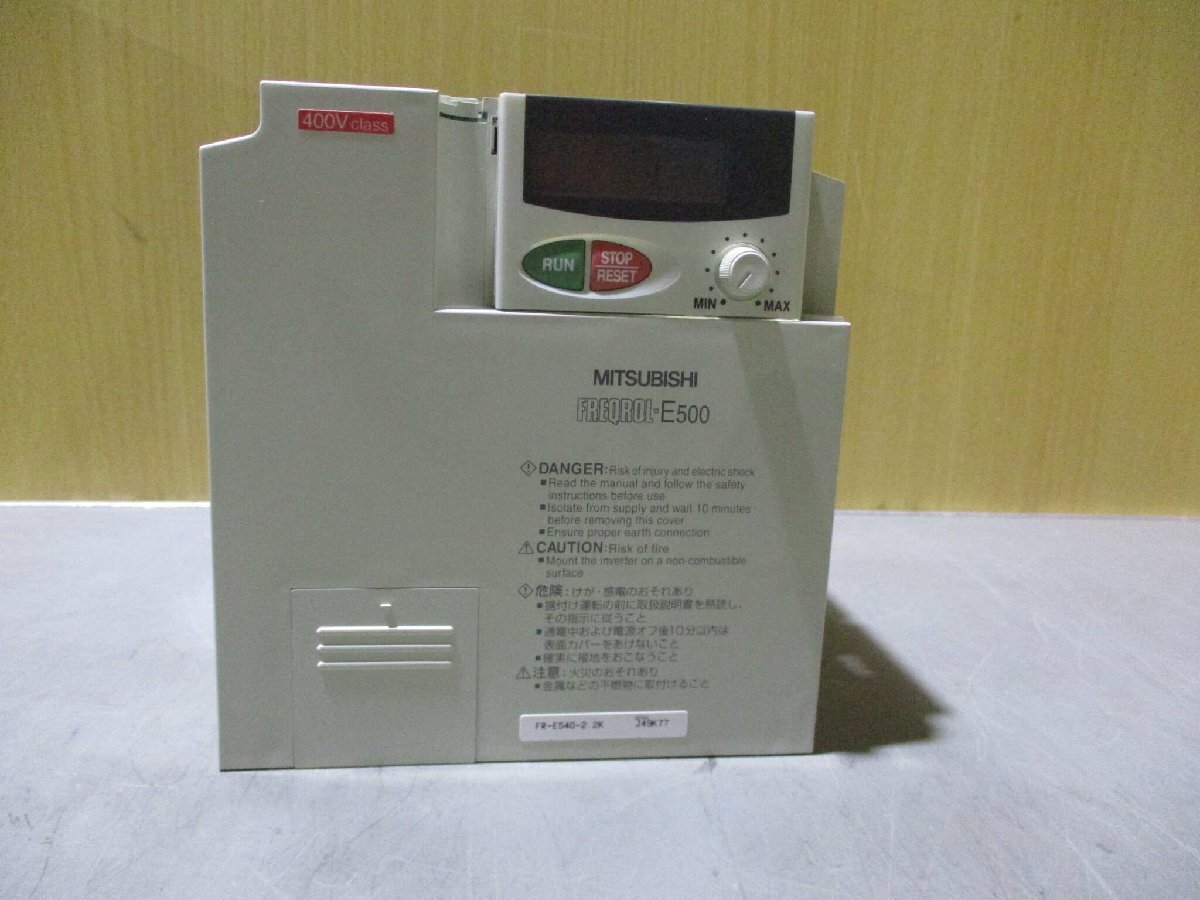 400V class
RUN
STOP
RESET
MIN
MAX
MITSUBISHI
FREQROL-E500
DANGER: Risk of injury and electric shock
■ Read the manual and follow the safety
instructions before use
■ Isolate from supply and wait 10 minutes
before removing this cover
■ Ensure proper earth connection
CAUTION: Risk of fire
■ Mount the inverter on a non-combustible
surface
危険：けが・感電のおそれあり
■ 据付け運転の前に取扱説明書を熟読し、
その指示に従うこと
■ 通電中および電源オフ後10分以内は
表面カバーをあけないこと
■ 確実に接地をおこなうこと
注意：火災のおそれあり
■ 金属などの不燃物に取付けること
FR-E540-2.2K J49K77